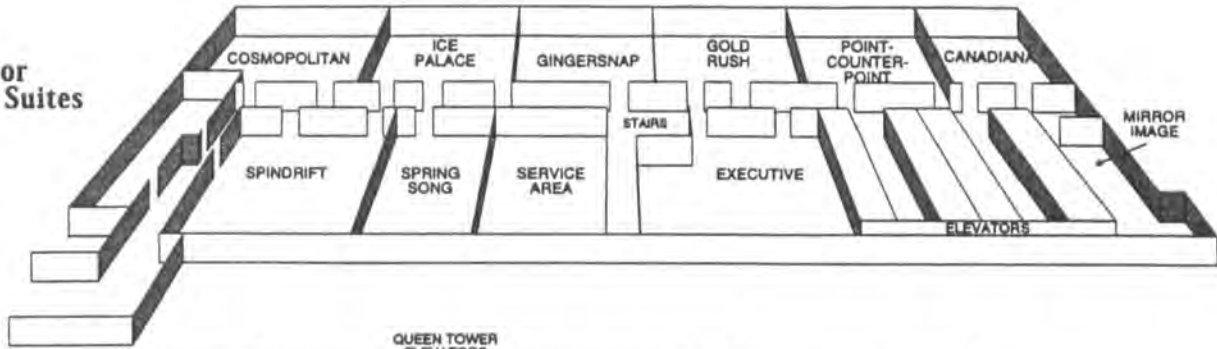 or
Suites
COSMOPOLITAN
ICE
PALACE
GINGERSNAP
GOLD
RUSH
POINT-
COUNTER-
POINT
CANADIANA
MIRROR
IMAGE
STAIRS
SPINDRIFT
SPRING
SONG
SERVICE
AREA
EXECUTIVE
ELEVATORS
QUEEN TOWER